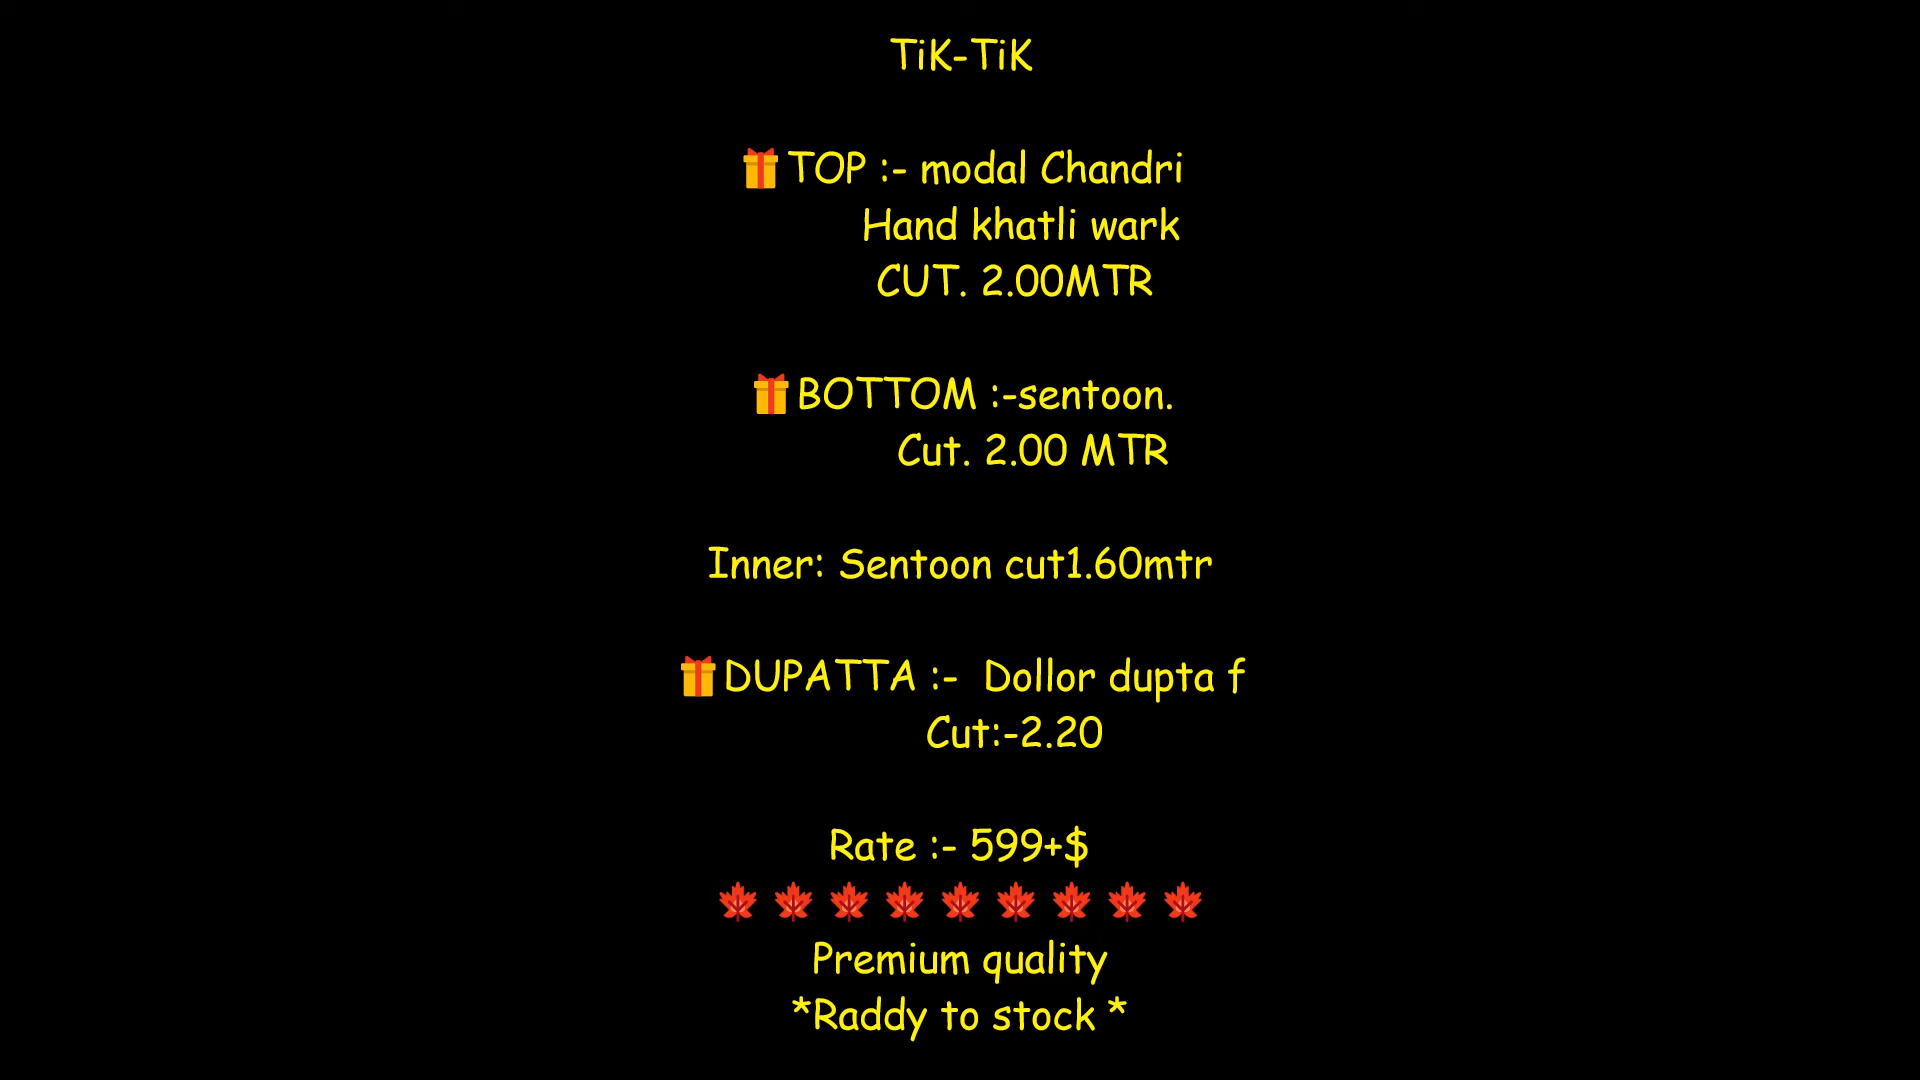 TiK-TiK
🎁TOP :- modal Chandri
Hand khatli wark
CUT. 2.00MTR
🎁BOTTOM :-sentoon.
Cut. 2.00 MTR
Inner: Sentoon cut1.60mtr
🎁DUPATTA :-  Dollor dupta f
Cut:-2.20
Rate :- 599+$
🍁 🍁 🍁 🍁 🍁 🍁 🍁 🍁 🍁
Premium quality
*Raddy to stock *